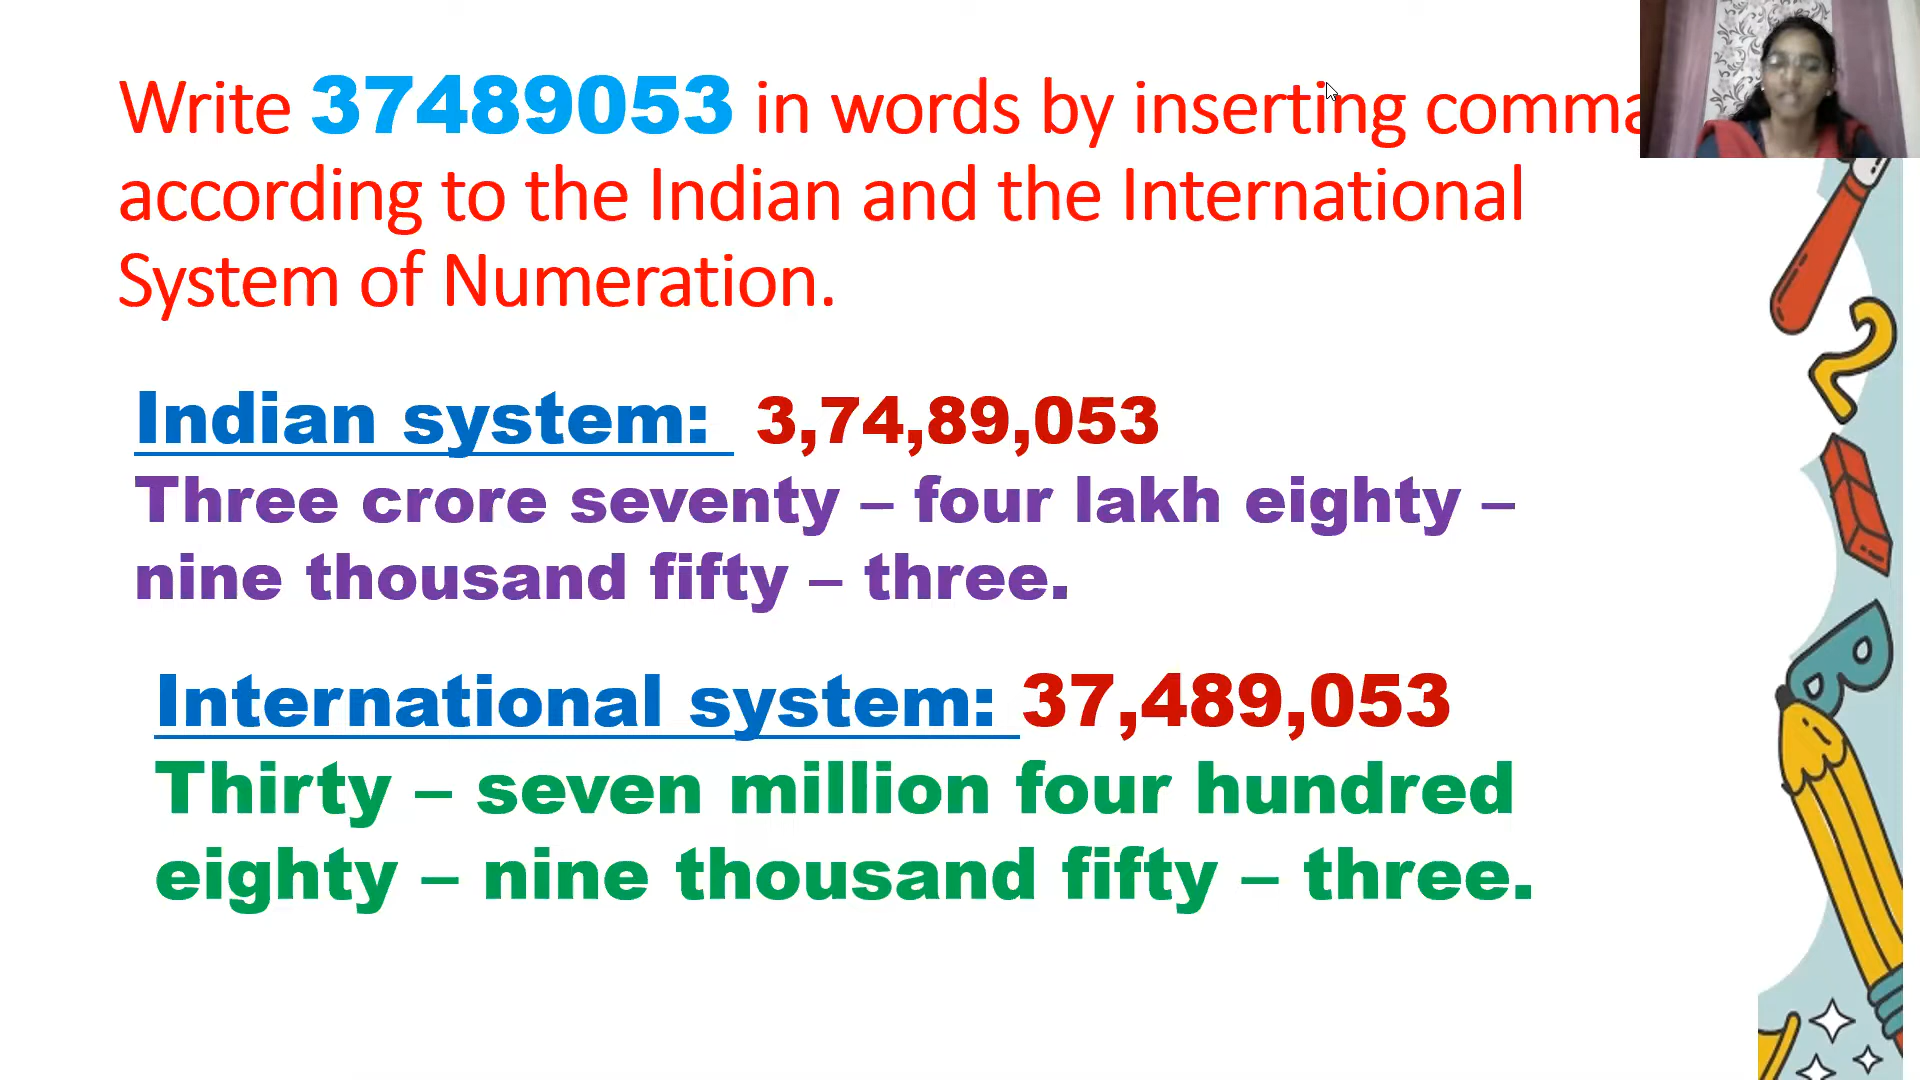 Write 37489053 in words by inserting comma
according to the Indian and the International
System of Numeration.
Indian system: 3,74,89,053
Three crore seventy – four lakh eighty –
nine thousand fifty – three.
International system: 37,489,053
Thirty – seven million four hundred
eighty – nine thousand fifty – three.